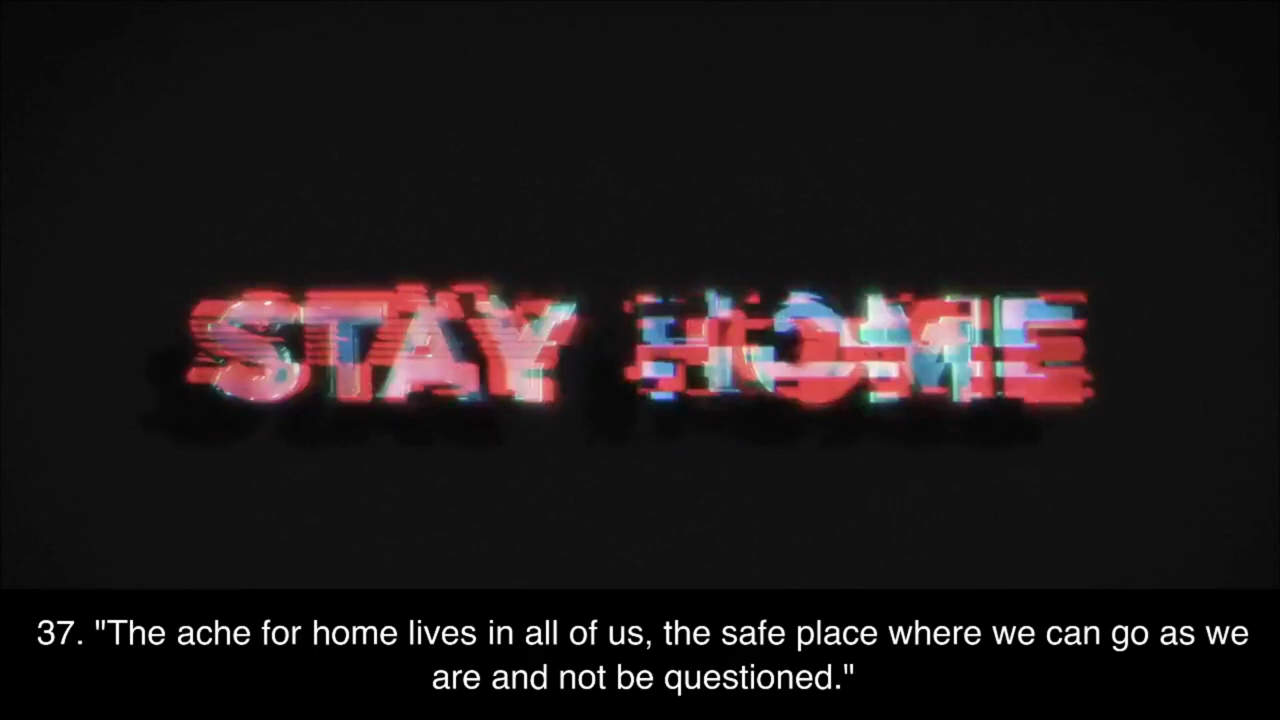 STAY HOME
37. "The ache for home lives in all of us, the safe place where we can go as we
are and not be questioned."